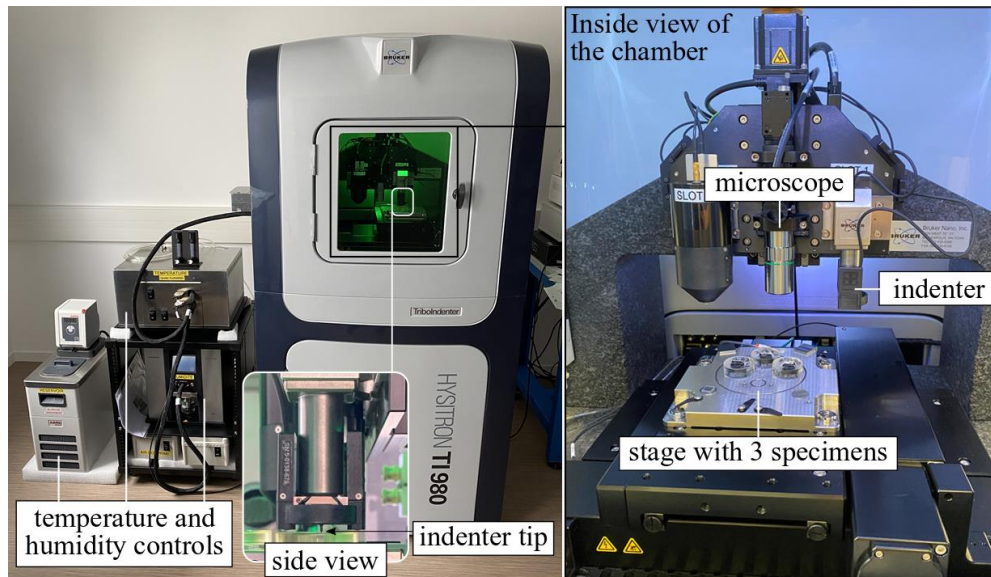 Inside view of
the chamber
BRUKER
TEMPERATURE
TriboIndenter
HYSITRON TI 980
temperature and
humidity controls
side view
indenter tip
SLOT
microscope
BRUKER
Bruker Nano, Inc.
indenter
stage with 3 specimens